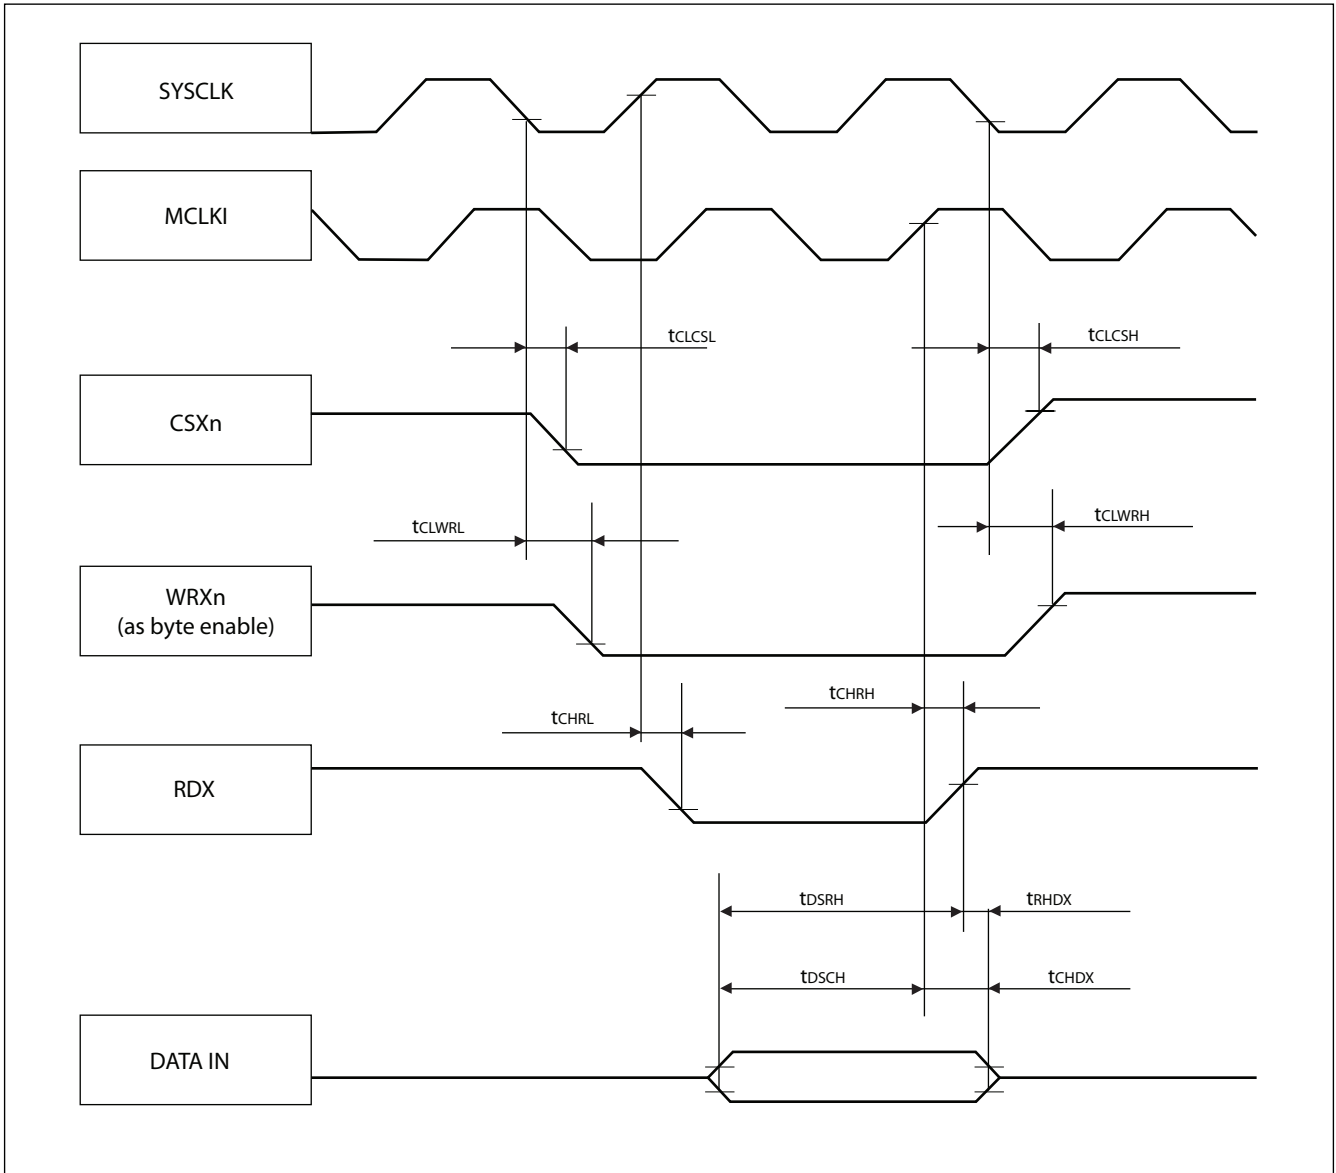 SYSCLK
MCLKI
tCLCSL
tCLCSH
CSXn
tCLWRL
tCLWRH
WRXn
(as byte enable)
tCHRL
tCHRH
RDX
tDSRH
tRHDX
tDSCH
tCHDX
DATA IN